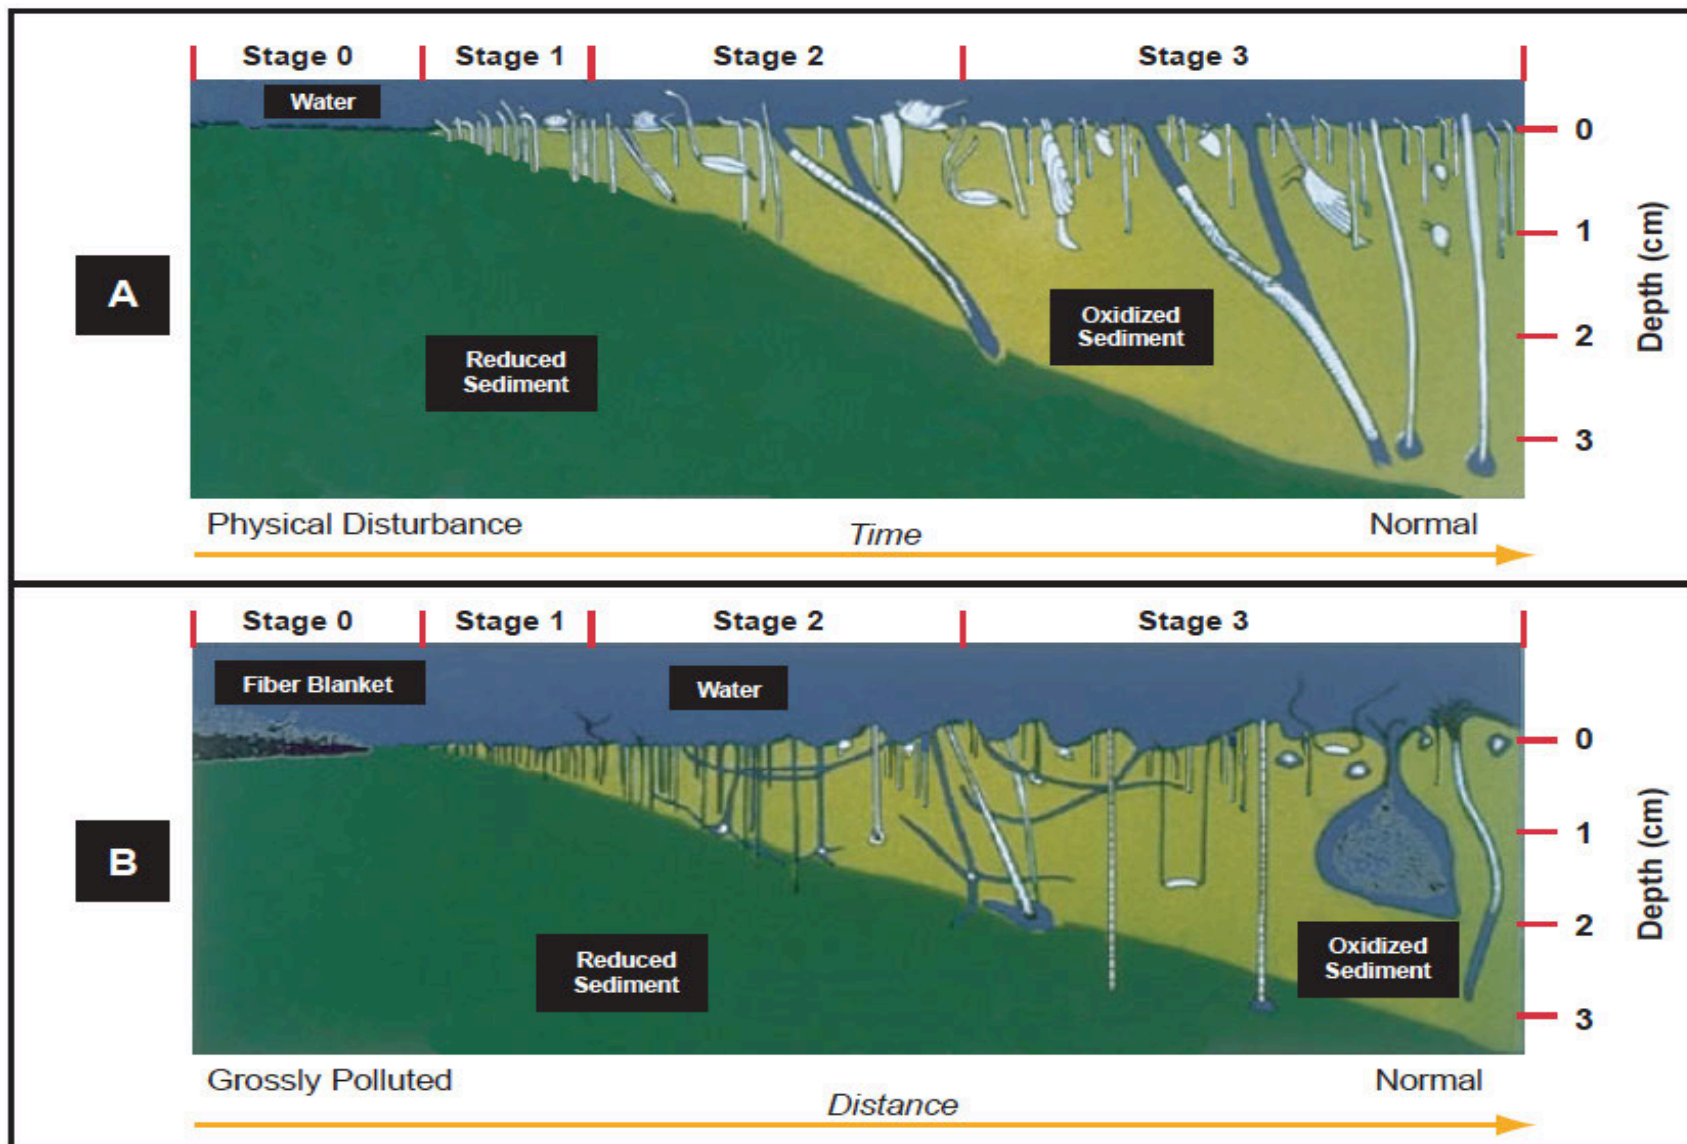 Stage 0 Stage 1 Stage 2 Stage 3
Water
0
1
2
3
Depth (cm)
A
Oxidized
Sediment
Reduced
Sediment
Physical Disturbance
Time
Normal
Stage 0 Stage 1 Stage 2 Stage 3
Fiber Blanket
Water
0
1
2
3
Depth (cm)
B
Reduced
Sediment
Oxidized
Sediment
Grossly Polluted
Distance
Normal